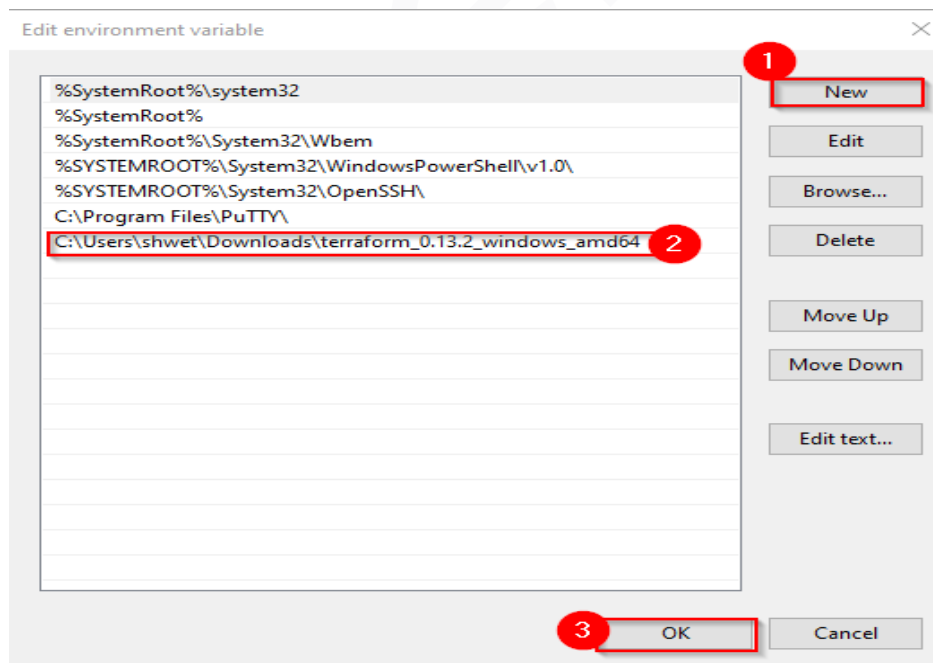 Edit environment variable
1
%SystemRoot%\system32
New
%SystemRoot%
%SystemRoot%\System32\Wbem
Edit
%SYSTEMROOT%\System32\WindowsPowerShell\v1.0\
%SYSTEMROOT%\System32\OpenSSH\
Browse...
C:\Program Files\PuTTY\
C:\Users\shwet\Downloads\terraform_0.13.2_windows_amd64
2
Delete
Move Up
Move Down
Edit text...
3
OK
Cancel